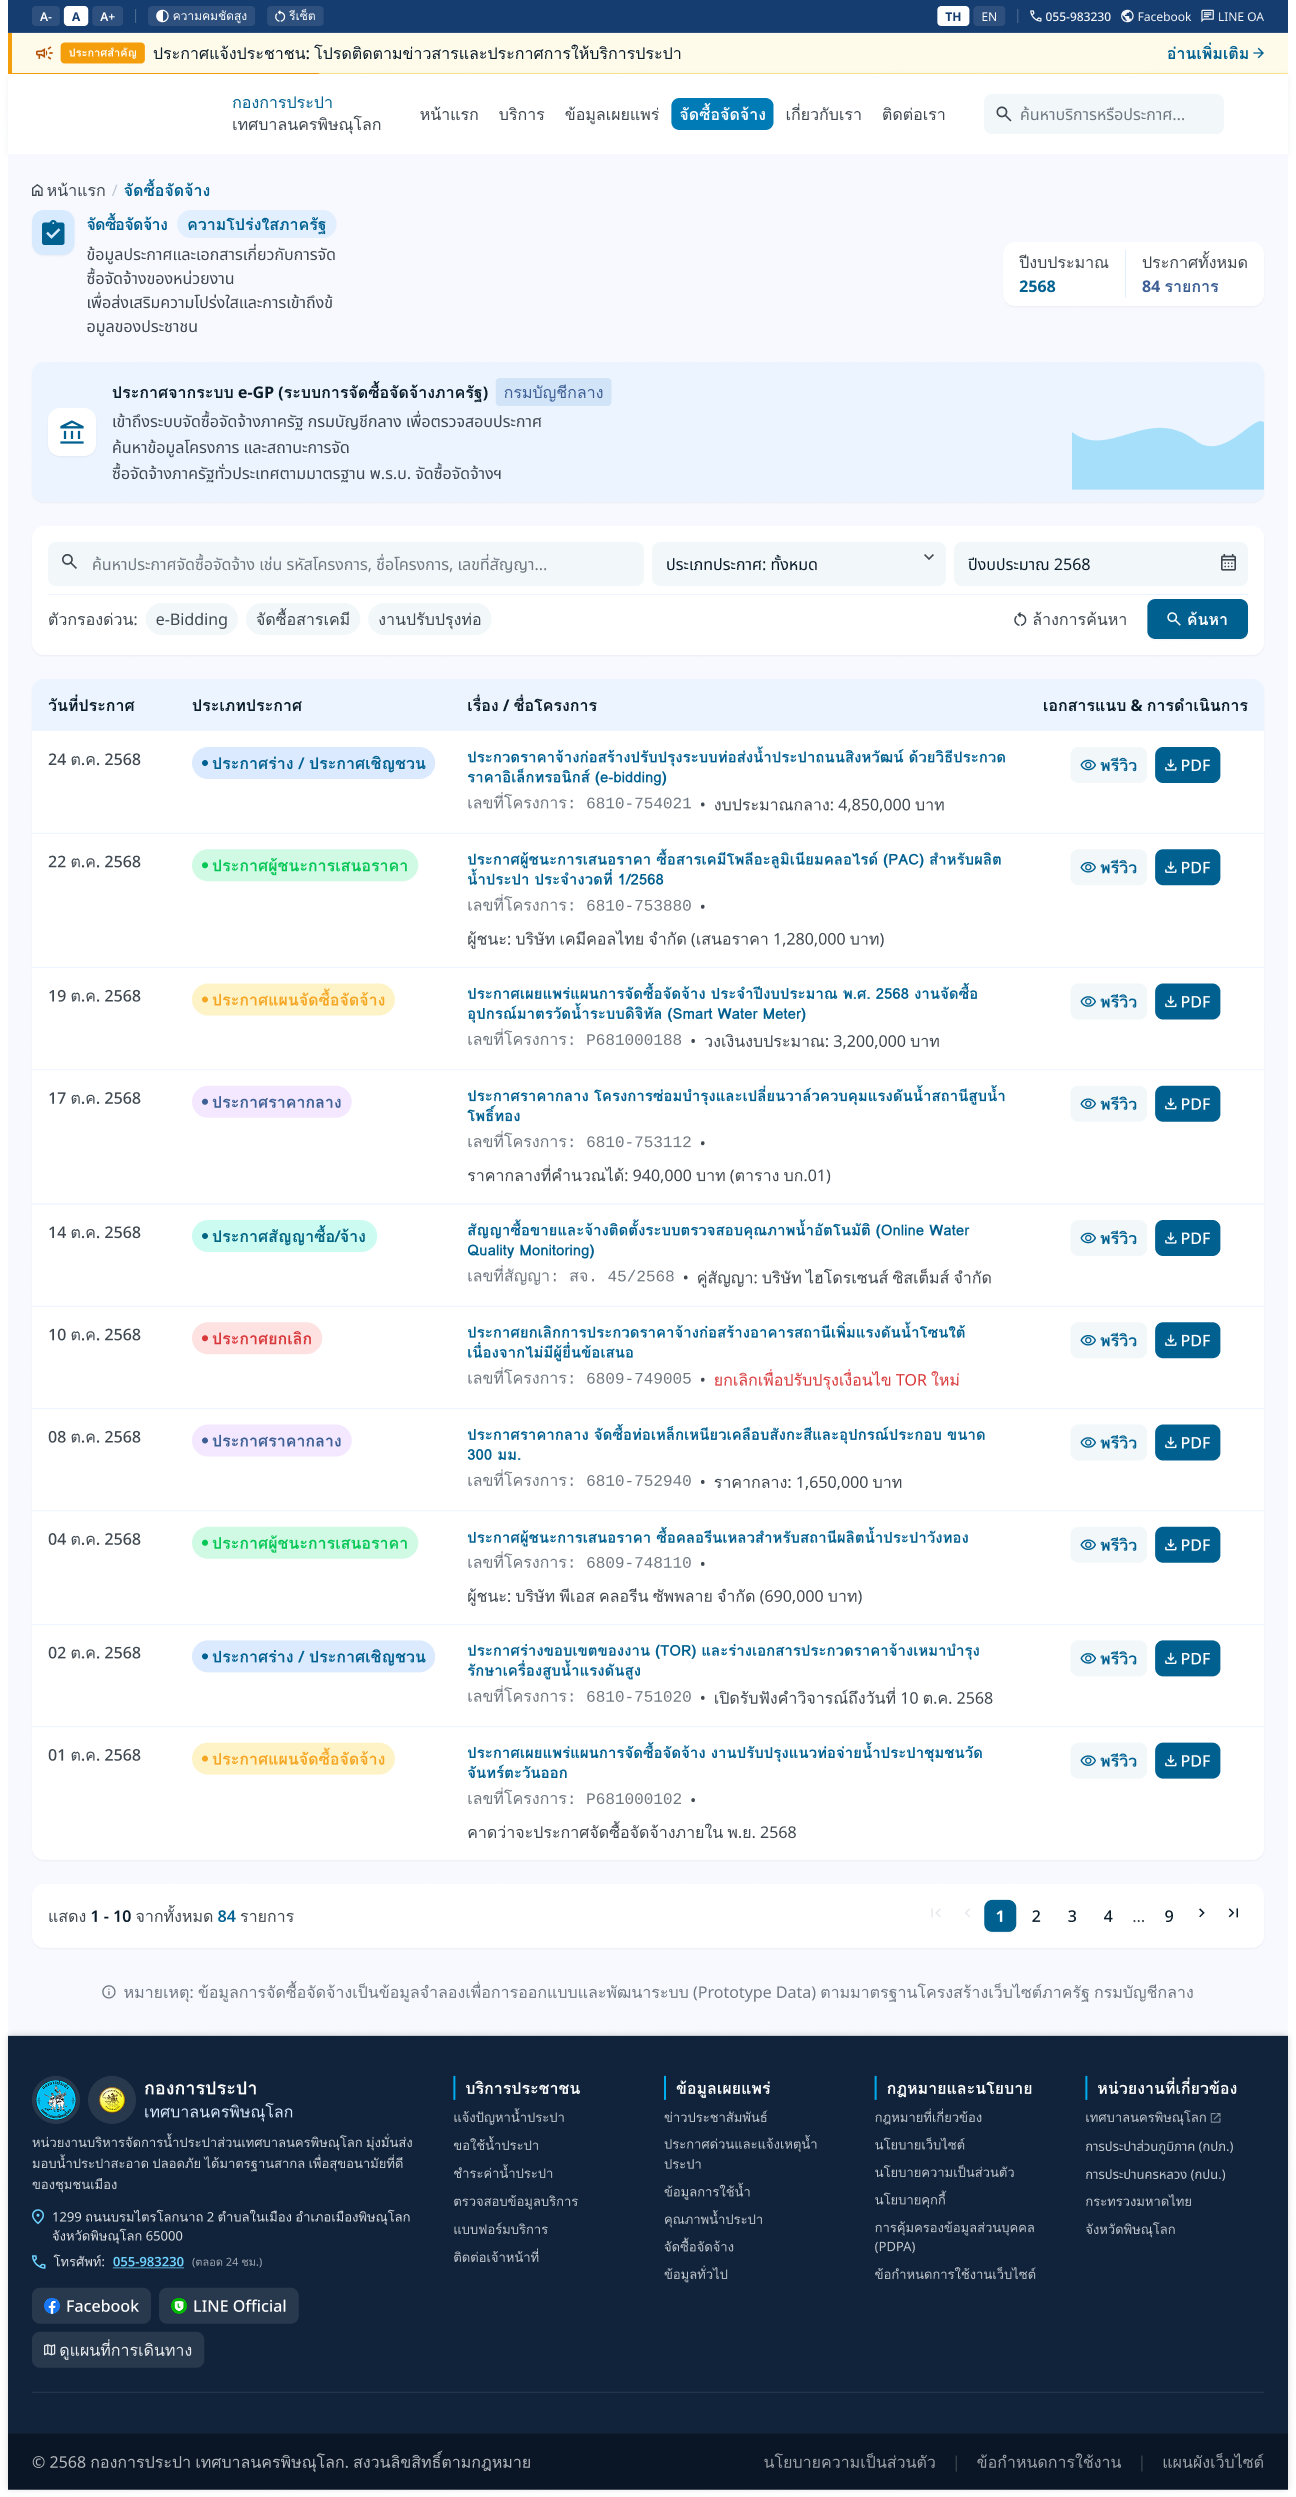 A- A A+ ความคมชัดสูง รีเซ็ต TH EN 055-983230 Facebook LINE OA
ประกาศสำคัญ ประกาศแจ้งประชาชน: โปรดติดตามข่าวสารและประกาศการให้บริการประปา อ่านเพิ่มเติม
กองการประปา
เทศบาลนครพิษณุโลก
หน้าแรก บริการ ข้อมูลเผยแพร่ จัดซื้อจัดจ้าง เกี่ยวกับเรา ติดต่อเรา ค้นหาบริการหรือประกาศ...
หน้าแรก / จัดซื้อจัดจ้าง
จัดซื้อจัดจ้าง ความโปร่งใสภาครัฐ
ข้อมูลประกาศและเอกสารเกี่ยวกับการจัด
ซื้อจัดจ้างของหน่วยงาน
เพื่อส่งเสริมความโปร่งใสและการเข้าถึงข้
อมูลของประชาชน
ปีงบประมาณ ประกาศทั้งหมด
2568 84 รายการ
ประกาศจากระบบ e-GP (ระบบการจัดซื้อจัดจ้างภาครัฐ) กรมบัญชีกลาง
เข้าถึงระบบจัดซื้อจัดจ้างภาครัฐ กรมบัญชีกลาง เพื่อตรวจสอบประกาศ
ค้นหาข้อมูลโครงการ และสถานะการจัด
ซื้อจัดจ้างภาครัฐทั่วประเทศตามมาตรฐาน พ.ร.บ. จัดซื้อจัดจ้างฯ
ค้นหาประกาศจัดซื้อจัดจ้าง เช่น รหัสโครงการ, ชื่อโครงการ, เลขที่สัญญา... ประเภทประกาศ: ทั้งหมด ปีงบประมาณ 2568
ตัวกรองด่วน: e-Bidding จัดซื้อสารเคมี งานปรับปรุงท่อ ล้างการค้นหา ค้นหา
วันที่ประกาศ ประเภทประกาศ เรื่อง / ชื่อโครงการ เอกสารแนบ & การดำเนินการ
24 ต.ค. 2568 ประกาศร่าง / ประกาศเชิญชวน ประกวดราคาจ้างก่อสร้างปรับปรุงระบบท่อส่งน้ำประปาถนนสิงหวัฒน์ ด้วยวิธีประกวด
ราคาอิเล็กทรอนิกส์ (e-bidding) พรีวิว PDF
เลขที่โครงการ: 6810-754021 • งบประมาณกลาง: 4,850,000 บาท
22 ต.ค. 2568 ประกาศผู้ชนะการเสนอราคา ประกาศผู้ชนะการเสนอราคา ซื้อสารเคมีโพลีอะลูมิเนียมคลอไรด์ (PAC) สำหรับผลิต
น้ำประปา ประจำงวดที่ 1/2568 พรีวิว PDF
เลขที่โครงการ: 6810-753880 •
ผู้ชนะ: บริษัท เคมีคอลไทย จำกัด (เสนอราคา 1,280,000 บาท)
19 ต.ค. 2568 ประกาศแผนจัดซื้อจัดจ้าง ประกาศเผยแพร่แผนการจัดซื้อจัดจ้าง ประจำปีงบประมาณ พ.ศ. 2568 งานจัดซื้อ
อุปกรณ์มาตรวัดน้ำระบบดิจิทัล (Smart Water Meter) พรีวิว PDF
เลขที่โครงการ: P681000188 • วงเงินงบประมาณ: 3,200,000 บาท
17 ต.ค. 2568 ประกาศราคากลาง ประกาศราคากลาง โครงการซ่อมบำรุงและเปลี่ยนวาล์วควบคุมแรงดันน้ำสถานีสูบน้ำ
โพธิ์ทอง พรีวิว PDF
เลขที่โครงการ: 6810-753112 •
ราคากลางที่คำนวณได้: 940,000 บาท (ตาราง บก.01)
14 ต.ค. 2568 ประกาศสัญญาซื้อ/จ้าง สัญญาซื้อขายและจ้างติดตั้งระบบตรวจสอบคุณภาพน้ำอัตโนมัติ (Online Water
Quality Monitoring) พรีวิว PDF
เลขที่สัญญา: สจ. 45/2568 • คู่สัญญา: บริษัท ไฮโดรเซนส์ ซิสเต็มส์ จำกัด
10 ต.ค. 2568 ประกาศยกเลิก ประกาศยกเลิกการประกวดราคาจ้างก่อสร้างอาคารสถานีเพิ่มแรงดันน้ำโซนใต้
เนื่องจากไม่มีผู้ยื่นข้อเสนอ พรีวิว PDF
เลขที่โครงการ: 6809-749005 • ยกเลิกเพื่อปรับปรุงเงื่อนไข TOR ใหม่
08 ต.ค. 2568 ประกาศราคากลาง ประกาศราคากลาง จัดซื้อท่อเหล็กเหนียวเคลือบสังกะสีและอุปกรณ์ประกอบ ขนาด
300 มม. พรีวิว PDF
เลขที่โครงการ: 6810-752940 • ราคากลาง: 1,650,000 บาท
04 ต.ค. 2568 ประกาศผู้ชนะการเสนอราคา ประกาศผู้ชนะการเสนอราคา ซื้อคลอรีนเหลวสำหรับสถานีผลิตน้ำประปาวังทอง พรีวิว PDF
เลขที่โครงการ: 6809-748110 •
ผู้ชนะ: บริษัท พีเอส คลอรีน ซัพพลาย จำกัด (690,000 บาท)
02 ต.ค. 2568 ประกาศร่าง / ประกาศเชิญชวน ประกาศร่างขอบเขตของงาน (TOR) และร่างเอกสารประกวดราคาจ้างเหมาบำรุง
รักษาเครื่องสูบน้ำแรงดันสูง พรีวิว PDF
เลขที่โครงการ: 6810-751020 • เปิดรับฟังคำวิจารณ์ถึงวันที่ 10 ต.ค. 2568
01 ต.ค. 2568 ประกาศแผนจัดซื้อจัดจ้าง ประกาศเผยแพร่แผนการจัดซื้อจัดจ้าง งานปรับปรุงแนวท่อจ่ายน้ำประปาชุมชนวัด
จันทร์ตะวันออก พรีวิว PDF
เลขที่โครงการ: P681000102 •
คาดว่าจะประกาศจัดซื้อจัดจ้างภายใน พ.ย. 2568
แสดง 1 - 10 จากทั้งหมด 84 รายการ 1 2 3 4 ... 9
หมายเหตุ: ข้อมูลการจัดซื้อจัดจ้างเป็นข้อมูลจำลองเพื่อการออกแบบและพัฒนาระบบ (Prototype Data) ตามมาตรฐานโครงสร้างเว็บไซต์ภาครัฐ กรมบัญชีกลาง
กองการประปา
เทศบาลนครพิษณุโลก
หน่วยงานบริหารจัดการน้ำประปาส่วนเทศบาลนครพิษณุโลก มุ่งมั่นส่ง
มอบน้ำประปาสะอาด ปลอดภัย ได้มาตรฐานสากล เพื่อสุขอนามัยที่ดี
ของชุมชนเมือง
1299 ถนนบรมไตรโลกนาถ 2 ตำบลในเมือง อำเภอเมืองพิษณุโลก
จังหวัดพิษณุโลก 65000
โทรศัพท์: 055-983230 (ตลอด 24 ชม.)
Facebook LINE Official
ดูแผนที่การเดินทาง
บริการประชาชน
แจ้งปัญหาน้ำประปา
ขอใช้น้ำประปา
ชำระค่าน้ำประปา
ตรวจสอบข้อมูลบริการ
แบบฟอร์มบริการ
ติดต่อเจ้าหน้าที่
ข้อมูลเผยแพร่
ข่าวประชาสัมพันธ์
ประกาศด่วนและแจ้งเหตุน้ำ
ประปา
ข้อมูลการใช้น้ำ
คุณภาพน้ำประปา
จัดซื้อจัดจ้าง
ข้อมูลทั่วไป
กฎหมายและนโยบาย
กฎหมายที่เกี่ยวข้อง
นโยบายเว็บไซต์
นโยบายความเป็นส่วนตัว
นโยบายคุกกี้
การคุ้มครองข้อมูลส่วนบุคคล
(PDPA)
ข้อกำหนดการใช้งานเว็บไซต์
หน่วยงานที่เกี่ยวข้อง
เทศบาลนครพิษณุโลก
การประปาส่วนภูมิภาค (กปภ.)
การประปานครหลวง (กปน.)
กระทรวงมหาดไทย
จังหวัดพิษณุโลก
© 2568 กองการประปา เทศบาลนครพิษณุโลก. สงวนลิขสิทธิ์ตามกฎหมาย นโยบายความเป็นส่วนตัว | ข้อกำหนดการใช้งาน | แผนผังเว็บไซต์